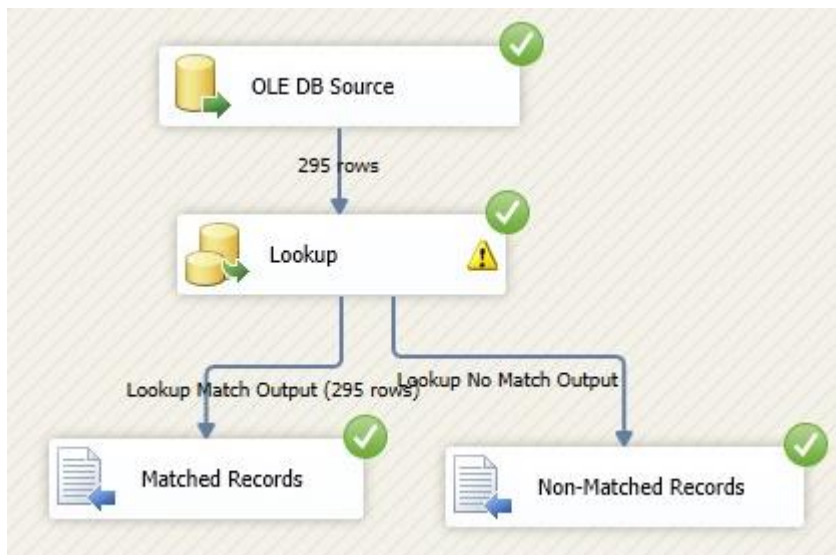 OLE DB Source
295 rows
Lookup
Lookup Match Output (295 rows)
Lookup No Match Output
Matched Records
Non-Matched Records